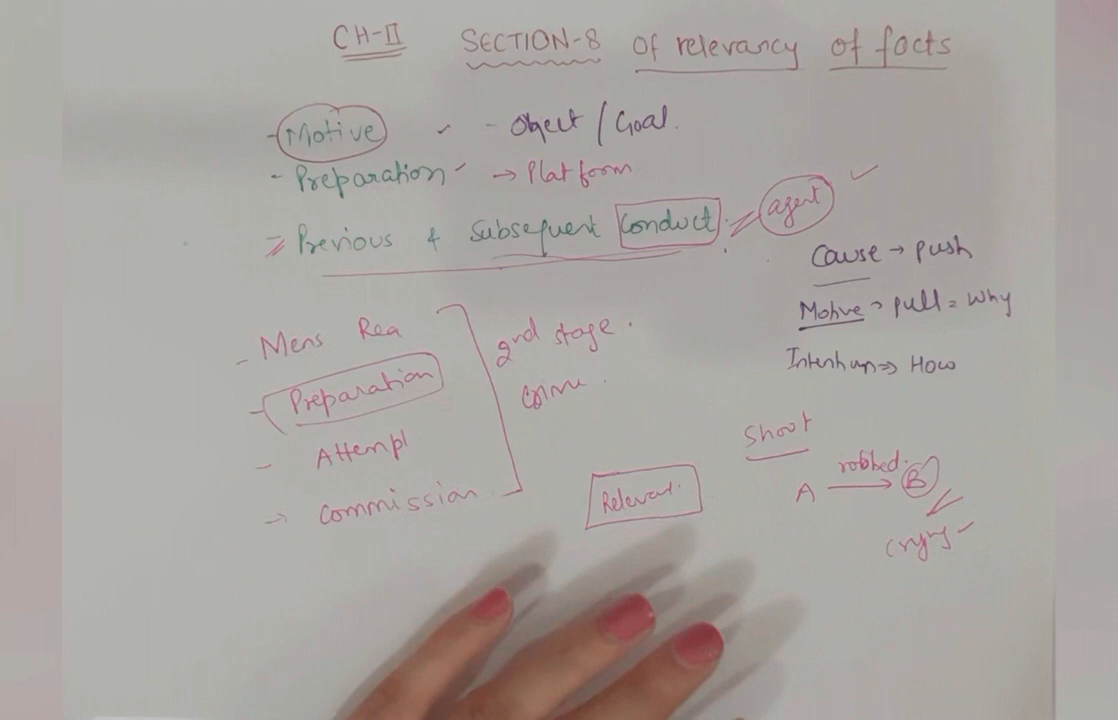 CH-II SECTION-8 Of relevancy of facts
- Motive ✓ - Object / Goal.
- Preparation → Platform
⇒ Previous & Subsequent Conduct. = agent ✓
Cause → push
Motive → pull = Why
Intention ⇒ How
- Mens Rea
2nd stage.
- Preparation
crime.
- Attempt
→ Commission.
Shoot
robbed.
A → B
Relevant.
crying